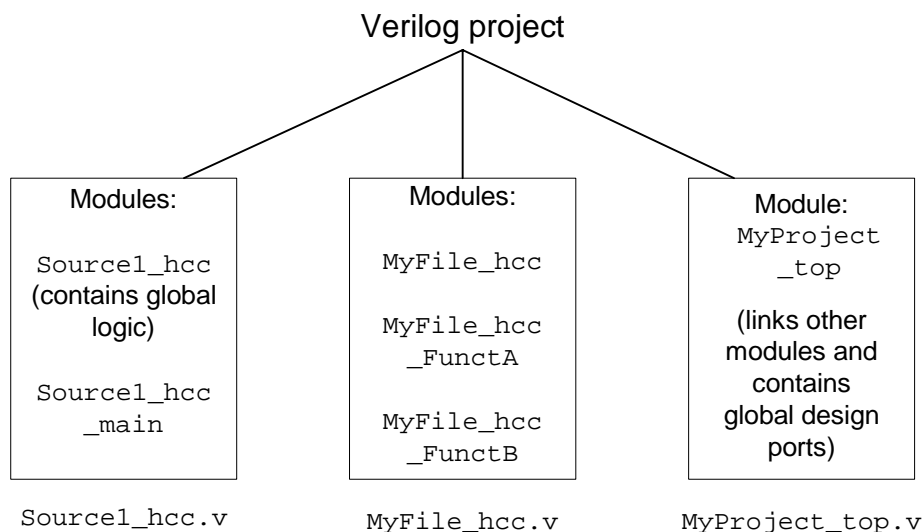 Verilog project
Modules:
Source1_hcc
(contains global
logic)
Source1_hcc
_main
Source1_hcc.v
Modules:
MyFile_hcc
MyFile_hcc
_FunctA
MyFile_hcc
_FunctB
MyFile_hcc.v
Module:
MyProject
_top
(links other
modules and
contains
global design
ports)
MyProject_top.v